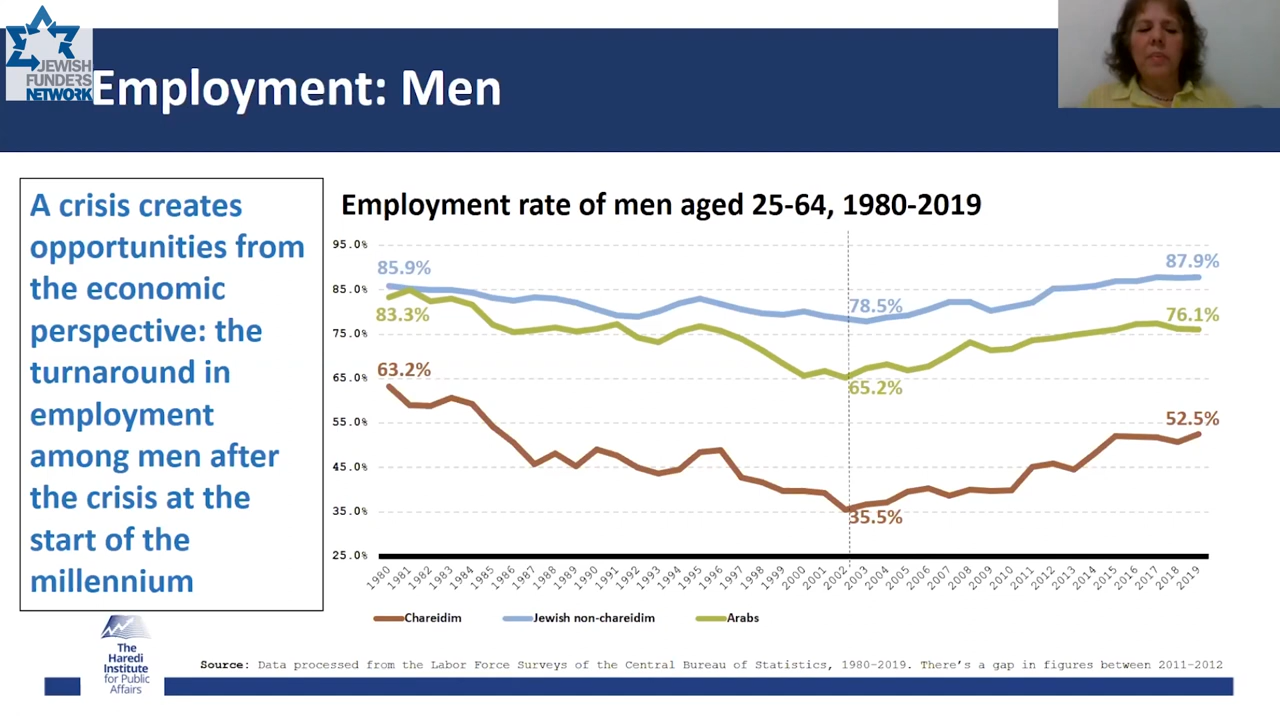 JEWISH
FUNDERS
NETWORK
Employment: Men
A crisis creates
opportunities from
the economic
perspective: the
turnaround in
employment
among men after
the crisis at the
start of the
millennium
Employment rate of men aged 25-64, 1980-2019
95.0%
85.0%
75.0%
65.0%
55.0%
45.0%
35.0%
25.0%
85.9%
83.3%
63.2%
78.5%
65.2%
35.5%
87.9%
76.1%
52.5%
1980 1981 1982 1983 1984 1985 1986 1987 1988 1989 1990 1991 1992 1993 1994 1995 1996 1997 1998 1999 2000 2001 2002 2003 2004 2005 2006 2007 2008 2009 2010 2011 2012 2013 2014 2015 2016 2017 2018 2019
Chareidim Jewish non-chareidim Arabs
The
Haredi
Institute
for Public
Affairs
Source: Data processed from the Labor Force Surveys of the Central Bureau of Statistics, 1980-2019. There's a gap in figures between 2011-2012